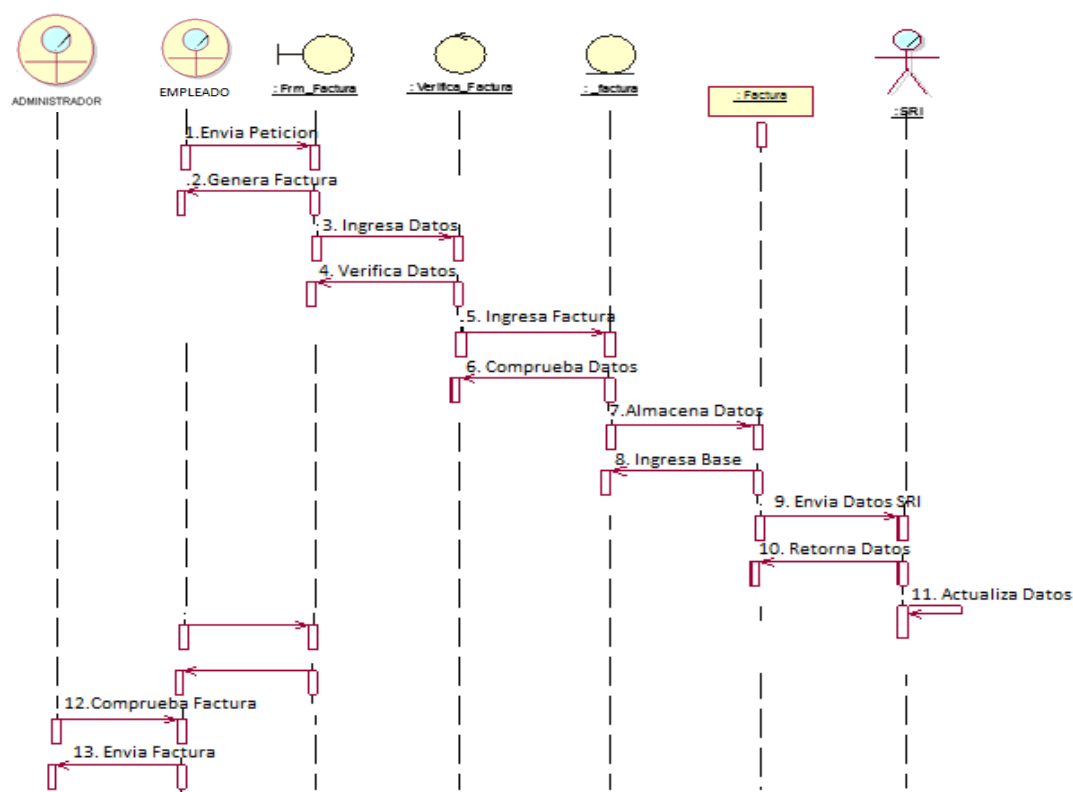 ADMINISTRADOR
EMPLEADO
: Frm_Factura
: Verifica_Factura
: _factura
: Factura
: SRI
1.Envia Peticion
.2.Genera Factura
3. Ingresa Datos
4. Verifica Datos
.5. Ingresa Factura
6. Comprueba Datos
7.Almacena Datos
8. Ingresa Base
9. Envia Datos SRI
10. Retorna Datos
11. Actualiza Datos
12.Comprueba Factura
13. Envia Factura